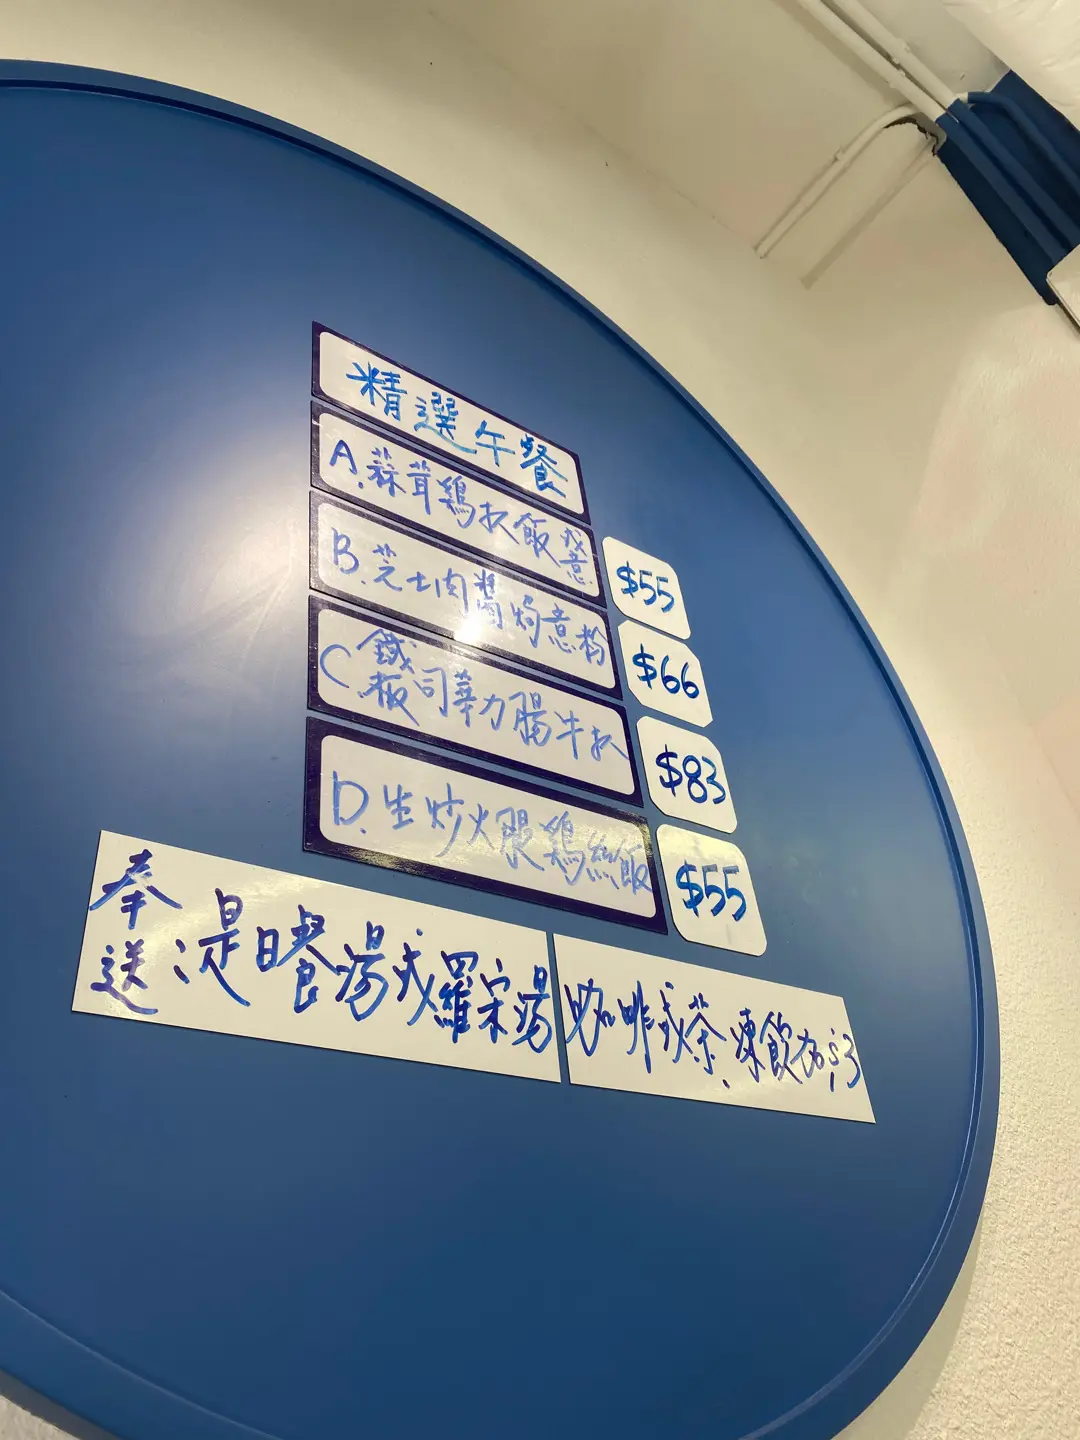 精選午餐
A.蒜茸鷄扒飯或意
$55
B.芝士肉醬焗意粉
$66
C.鐵板司華力腸牛扒
$83
D.生炒火腿鷄絲飯
$55
奉送:是日餐湯或羅宋湯
咖啡或茶、凍飲加$3